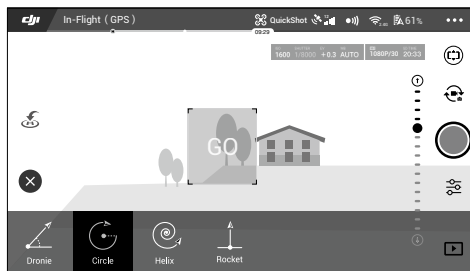 dji In-Flight ( GPS ) QuickShot 61%
09:29
1600 1/8000 +0.3 AUTO 1080P/30 20:33
GO
Dronie Circle Helix Rocket